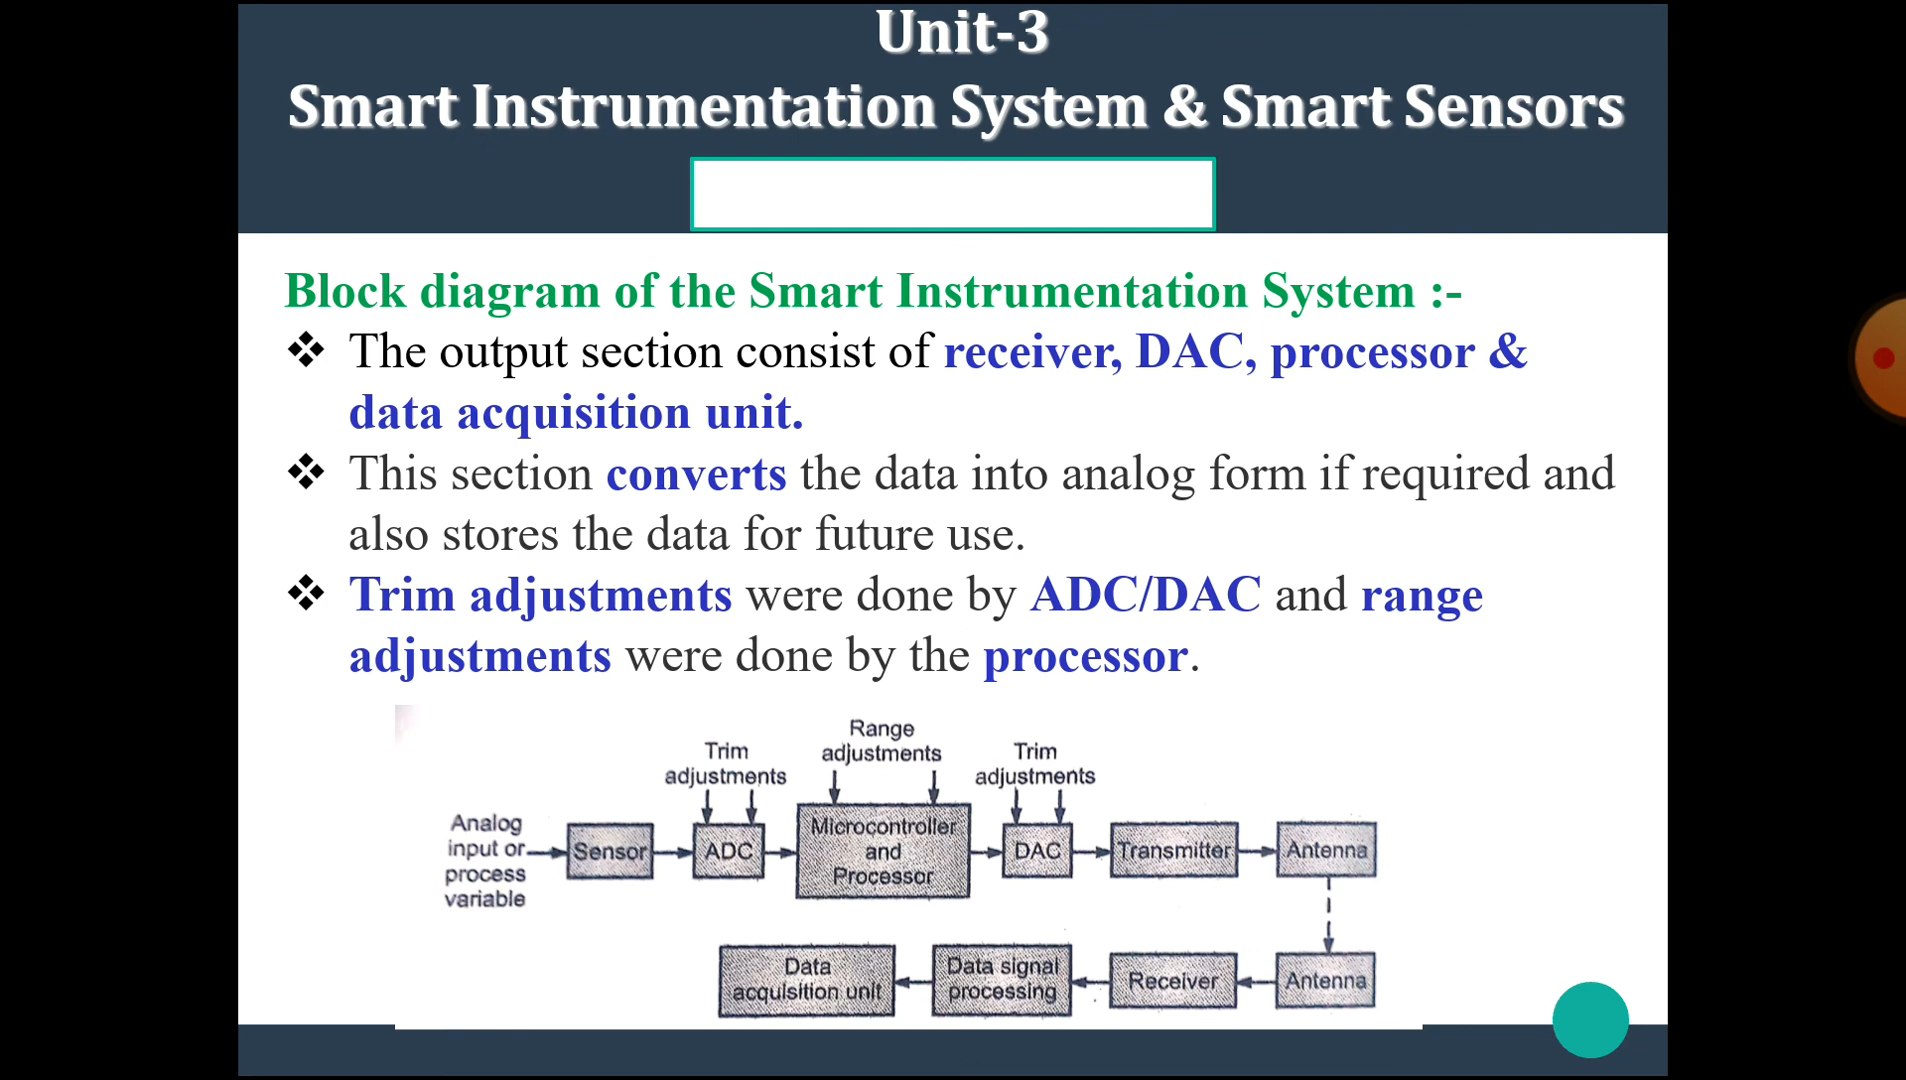 Unit-3
Smart Instrumentation System & Smart Sensors
Block diagram of the Smart Instrumentation System :-
❖ The output section consist of receiver, DAC, processor &
data acquisition unit.
❖ This section converts the data into analog form if required and
also stores the data for future use.
❖ Trim adjustments were done by ADC/DAC and range
adjustments were done by the processor.
Range
adjustments
Trim
adjustments
Trim
adjustments
Analog
input or
process
variable
Sensor
ADC
Microcontroller
and
Processor
DAC
Transmitter
Antenna
Data
acquisition unit
Data signal
processing
Receiver
Antenna